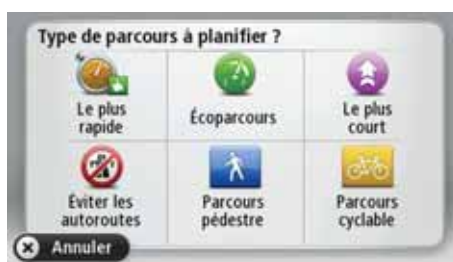 Type de parcours à planifier ?
Le plus
rapide
Écoparcours
Le plus
court
Éviter les
autoroutes
Parcours
pédestre
Parcours
cyclable
Annuler